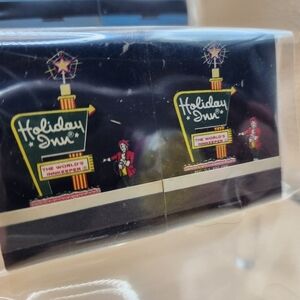 Holiday
Inn
THE WORLD'S
INNKEEPER
Holiday
Inn
THE WORLD'S
INNKEEPER